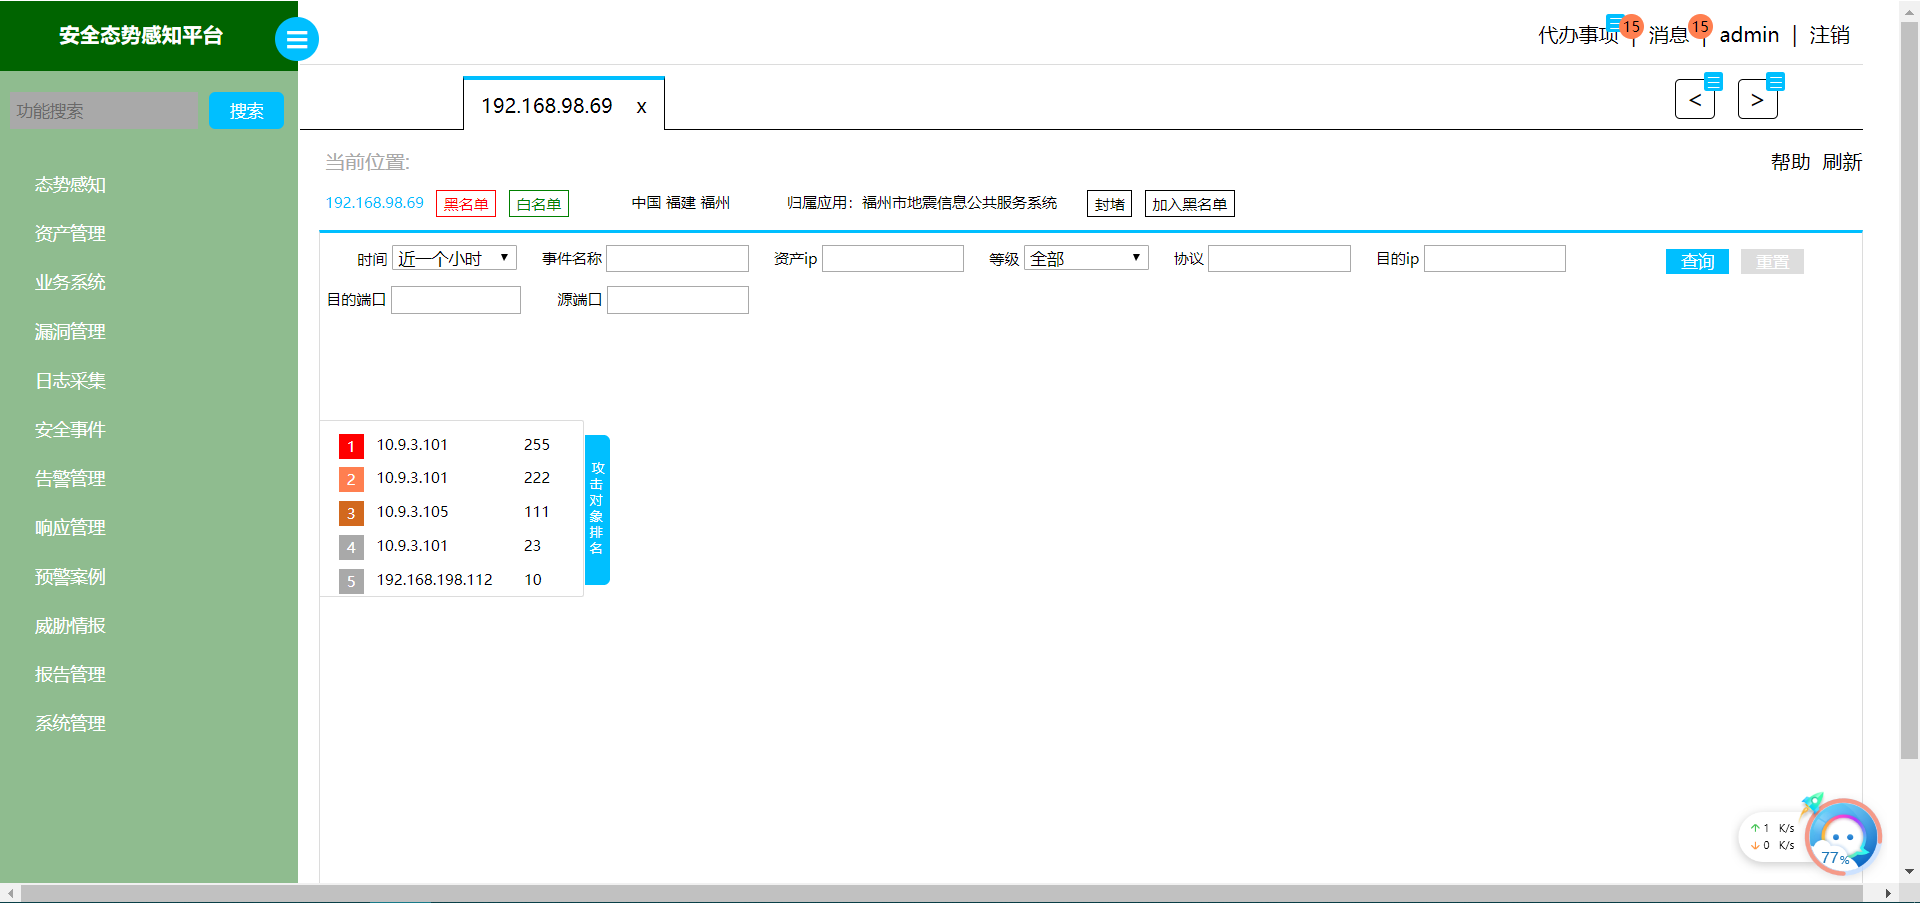 安全态势感知平台
代办事项 15 | 消息 15 | admin | 注销
功能搜索 搜索
192.168.98.69 x
< >
当前位置:
帮助 刷新
192.168.98.69 黑名单 白名单 中国 福建 福州 归属应用：福州市地震信息公共服务系统 封堵 加入黑名单
时间 近一个小时 事件名称 资产ip 等级 全部 协议 目的ip 查询 重置
目的端口 源端口
态势感知
资产管理
业务系统
漏洞管理
日志采集
安全事件
告警管理
响应管理
预警案例
威胁情报
报告管理
系统管理
1 10.9.3.101 255
2 10.9.3.101 222
3 10.9.3.105 111
4 10.9.3.101 23
5 192.168.198.112 10
攻击对象排名
↑ 1 K/s
↓ 0 K/s
77%